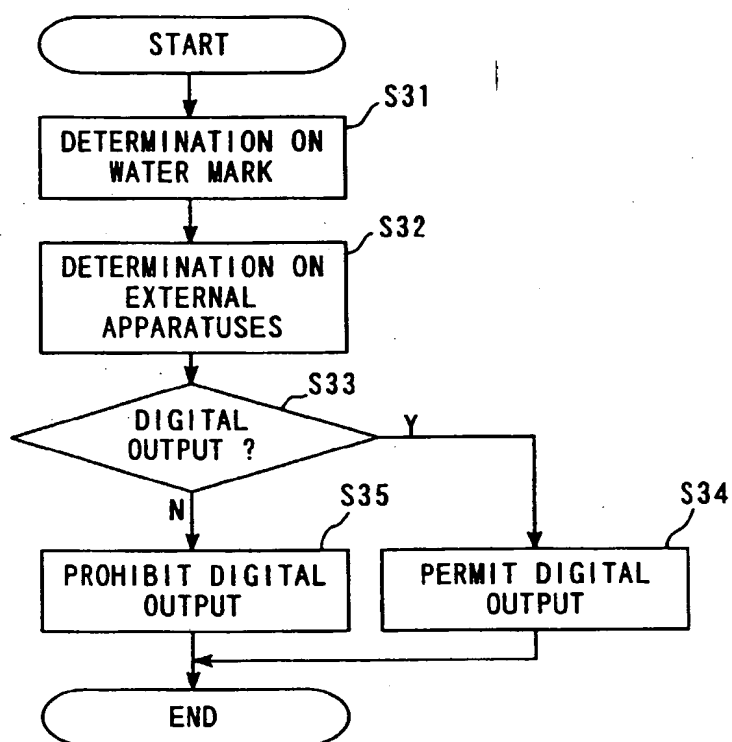 START
S31
DETERMINATION ON
WATER MARK
S32
DETERMINATION ON
EXTERNAL
APPARATUSES
S33
DIGITAL
OUTPUT ?
Y
N
S35
S34
PROHIBIT DIGITAL
OUTPUT
PERMIT DIGITAL
OUTPUT
END